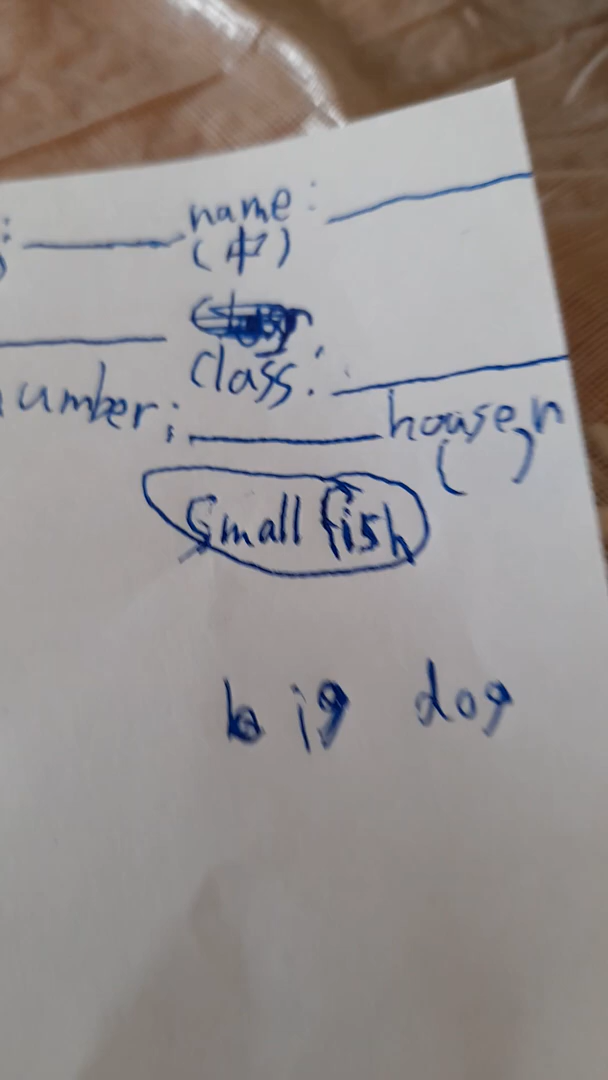 : name:
(中)
class:
umber: house, n
( )
small fish
big dog